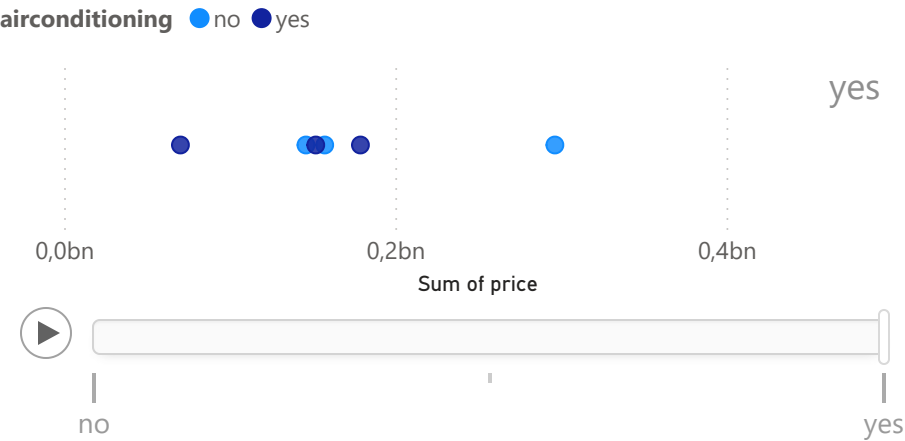 airconditioning no yes
yes
0,0bn 0,2bn 0,4bn
Sum of price
no yes